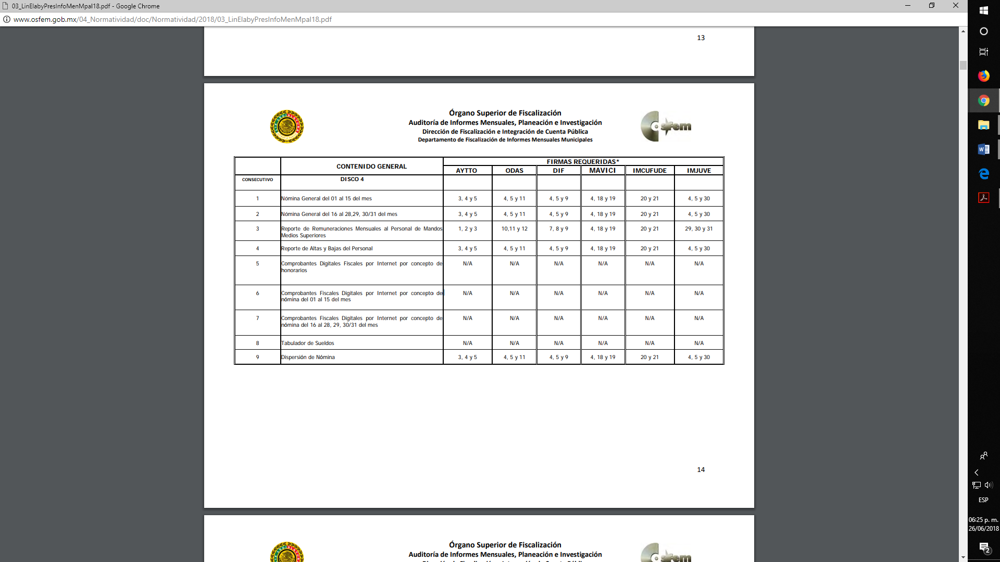 03_LinElabyPresInfoMenMpal18.pdf - Google Chrome
www.osfem.gob.mx/04_Normatividad/doc/Normatividad/2018/03_LinElabyPresInfoMenMpal18.pdf
13
Órgano Superior de Fiscalización
Auditoría de Informes Mensuales, Planeación e Investigación
Dirección de Fiscalización e Integración de Cuenta Pública
Departamento de Fiscalización de Informes Mensuales Municipales
osfem
CONTENIDO GENERAL FIRMAS REQUERIDAS*
AYTTO ODAS DIF MAVICI IMCUFUDE IMJUVE
CONSECUTIVO DISCO 4
1 Nómina General del 01 al 15 del mes 3, 4 y 5 4, 5 y 11 4, 5 y 9 4, 18 y 19 20 y 21 4, 5 y 30
2 Nómina General del 16 al 28,29, 30/31 del mes 3, 4 y 5 4, 5 y 11 4, 5 y 9 4, 18 y 19 20 y 21 4, 5 y 30
3 Reporte de Remuneraciones Mensuales al Personal de Mandos 1, 2 y 3 10,11 y 12 7, 8 y 9 4, 18 y 19 20 y 21 29, 30 y 31
Medios Superiores
4 Reporte de Altas y Bajas del Personal 3, 4 y 5 4, 5 y 11 4, 5 y 9 4, 18 y 19 20 y 21 4, 5 y 30
5 Comprobantes Digitales Fiscales por Internet por concepto de N/A N/A N/A N/A N/A N/A
honorarios
6 Comprobantes Fiscales Digitales por Internet por concepto de N/A N/A N/A N/A N/A N/A
nómina del 01 al 15 del mes
7 Comprobantes Fiscales Digitales por Internet por concepto de N/A N/A N/A N/A N/A N/A
nómina del 16 al 28, 29, 30/31 del mes
8 Tabulador de Sueldos N/A N/A N/A N/A N/A N/A
9 Dispersión de Nómina 3, 4 y 5 4, 5 y 11 4, 5 y 9 4, 18 y 19 20 y 21 4, 5 y 30
14
Órgano Superior de Fiscalización
Auditoría de Informes Mensuales, Planeación e Investigación
osfem
ESP
06:25 p. m.
26/06/2018
2